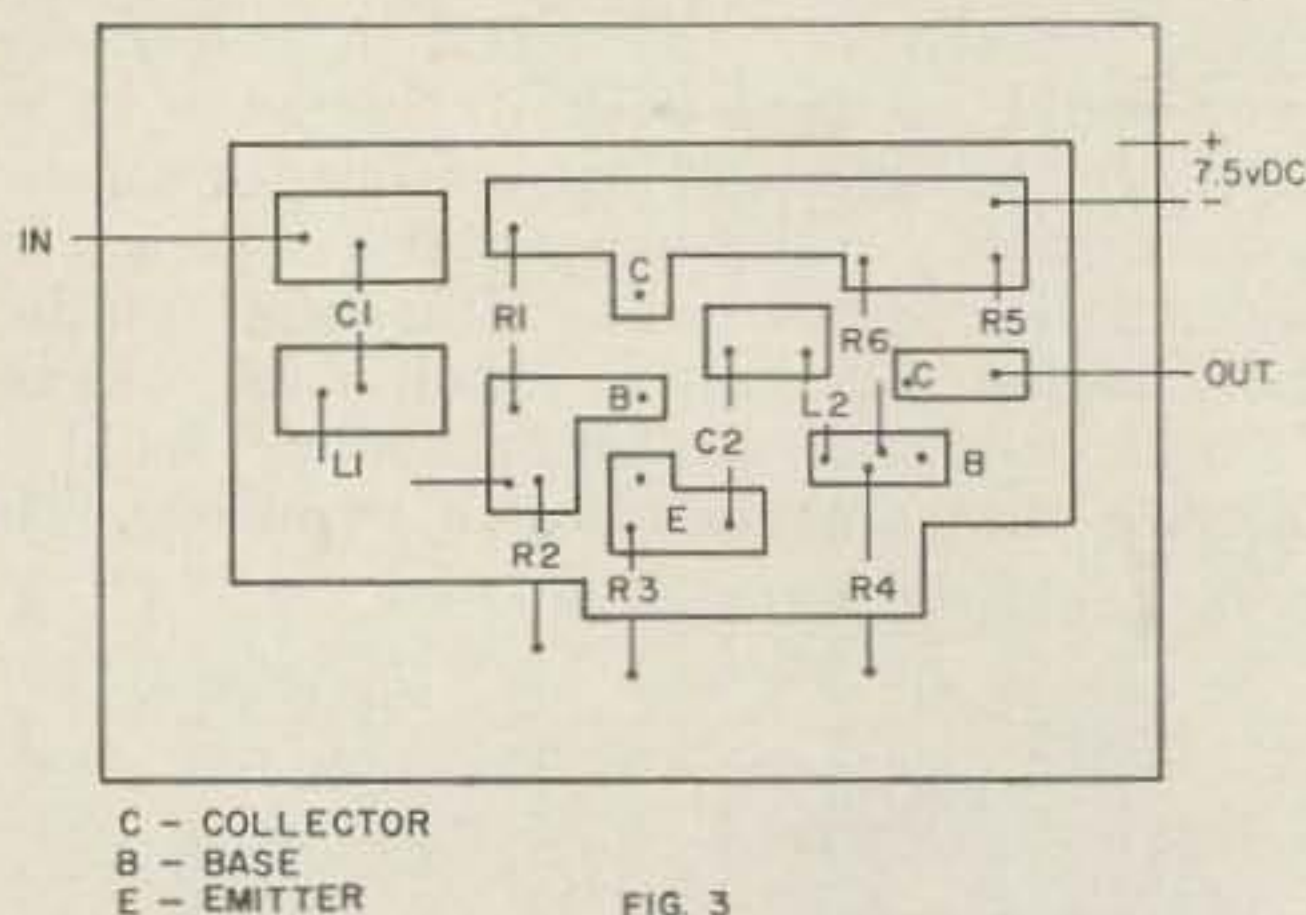 +
7.5vDC
-
IN
OUT
C
C1
R1
R6
R5
C
B
L2
C2
L1
B
E
R2
R3
R4
C - COLLECTOR
B - BASE
E - EMITTER
FIG. 3